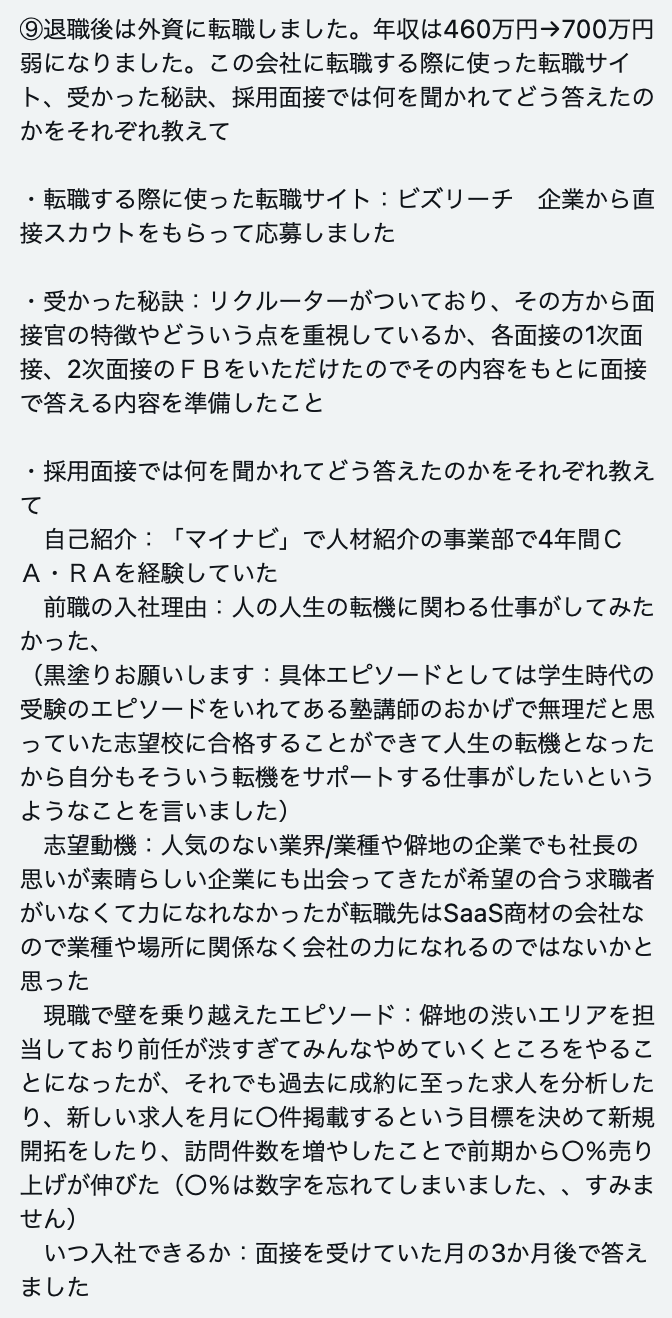 ⑨退職後は外資に転職しました。年収は460万円→700万円
弱になりました。この会社に転職する際に使った転職サイ
ト、受かった秘訣、採用面接では何を聞かれてどう答えたの
かをそれぞれ教えて
・転職する際に使った転職サイト：ビズリーチ　企業から直
接スカウトをもらって応募しました
・受かった秘訣：リクルーターがついており、その方から面
接官の特徴やどういう点を重視しているか、各面接の1次面
接、2次面接のＦＢをいただけたのでその内容をもとに面接
で答える内容を準備したこと
・採用面接では何を聞かれてどう答えたのかをそれぞれ教え
て
　自己紹介：「マイナビ」で人材紹介の事業部で4年間Ｃ
Ａ・ＲＡを経験していた
　前職の入社理由：人の人生の転機に関わる仕事がしてみた
かった、
（黒塗りお願いします：具体エピソードとしては学生時代の
受験のエピソードをいれてある塾講師のおかげで無理だと思
っていた志望校に合格することができて人生の転機となった
から自分もそういう転機をサポートする仕事がしたいという
ようなことを言いました）
　志望動機：人気のない業界/業種や僻地の企業でも社長の
思いが素晴らしい企業にも出会ってきたが希望の合う求職者
がいなくて力になれなかったが転職先はSaaS商材の会社な
ので業種や場所に関係なく会社の力になれるのではないかと
思った
　現職で壁を乗り越えたエピソード：僻地の渋いエリアを担
当しており前任が渋すぎてみんなやめていくところをやるこ
とになったが、それでも過去に成約に至った求人を分析した
り、新しい求人を月に〇件掲載するという目標を決めて新規
開拓をしたり、訪問件数を増やしたことで前期から〇％売り
上げが伸びた（〇％は数字を忘れてしまいました、、すみま
せん）
　いつ入社できるか：面接を受けていた月の3か月後で答え
ました